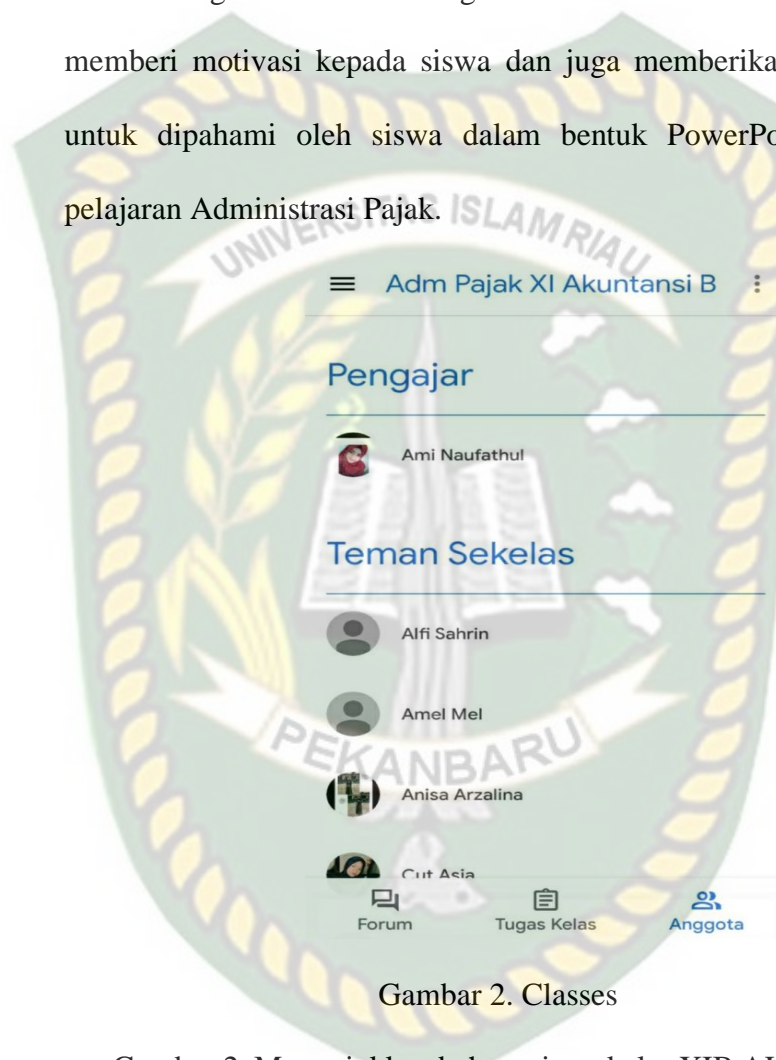 memberi motivasi kepada siswa dan juga
untuk dipahami oleh siswa dalam bentuk
pelajaran Administrasi Pajak.
UNIVERSITAS ISLAM RIAU
Adm Pajak XI Akuntansi B
Pengajar
Ami Naufathul
Teman Sekelas
Alfi Sahrin
Amel Mel
PEKANBARU
Anisa Arzalina
Cut Asia
Forum Tugas Kelas Anggota
Gambar 2. Classes